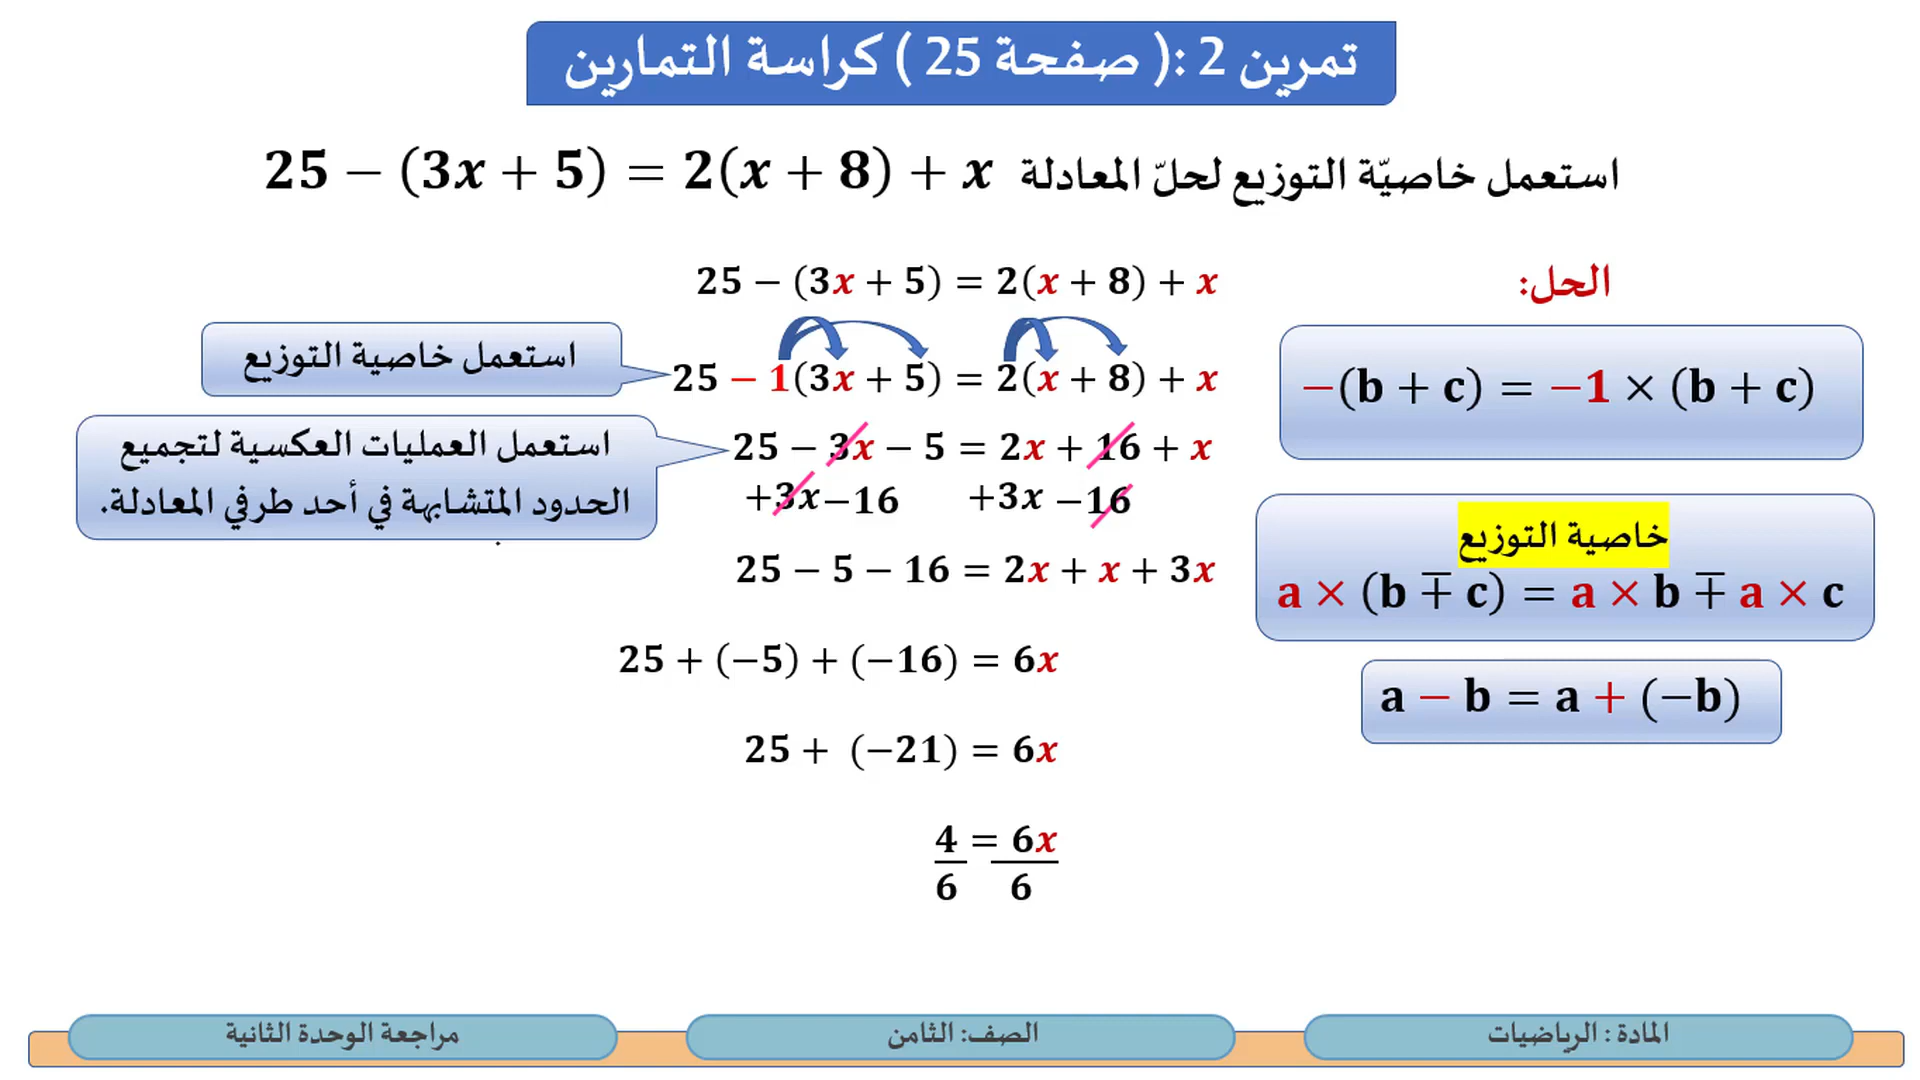 تمرين 2 :( صفحة 25 ) كراسة التمارين
استعمل خاصيّة التوزيع لحلّ المعادلة 25 − (3x + 5) = 2(x + 8) + x
الحل:
25 − (3x + 5) = 2(x + 8) + x
استعمل خاصية التوزيع
25 − 1(3x + 5) = 2(x + 8) + x
−(b + c) = −1 × (b + c)
استعمل العمليات العكسية لتجميع
الحدود المتشابهة في أحد طرفي المعادلة.
25 − 3x − 5 = 2x + 16 + x
+3x −16 +3x −16
خاصية التوزيع
a × (b ∓ c) = a × b ∓ a × c
25 − 5 − 16 = 2x + x + 3x
25 + (−5) + (−16) = 6x
a − b = a + (−b)
25 + (−21) = 6x
4 = 6x
6 6
المادة : الرياضيات
الصف: الثامن
مراجعة الوحدة الثانية